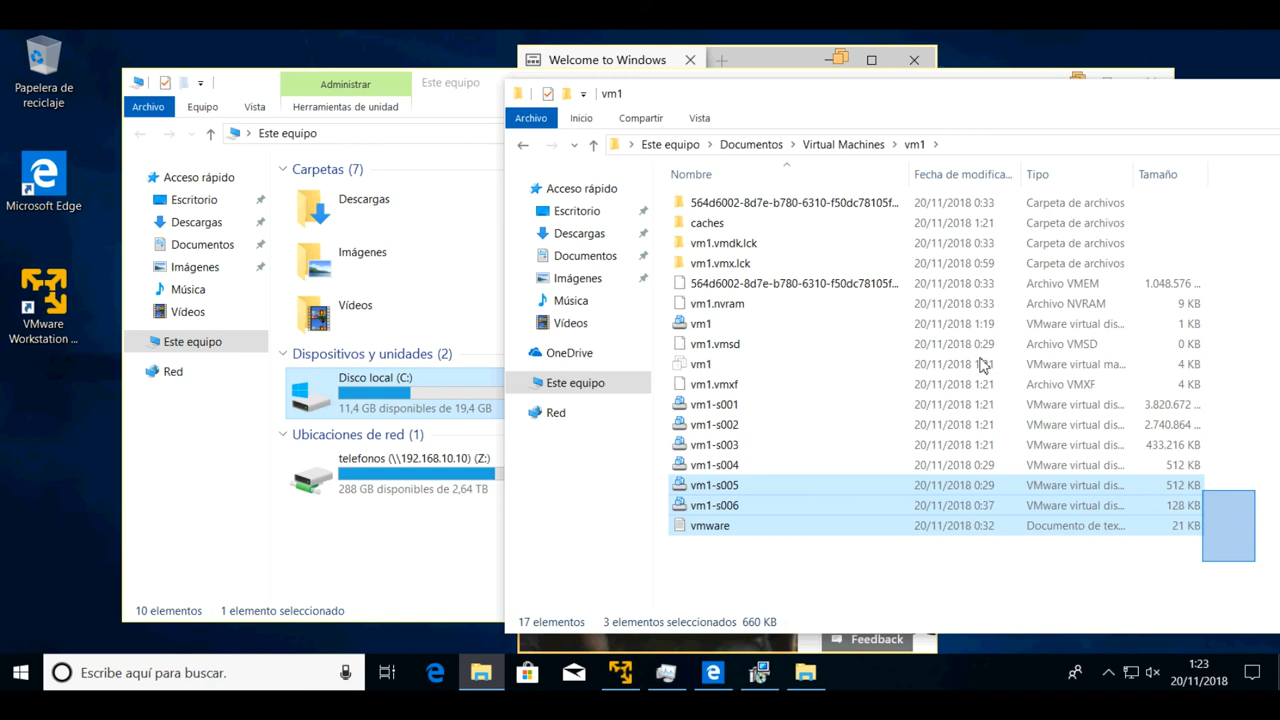 Papelera de
reciclaje
Microsoft Edge
VMware
Workstation ...
Welcome to Windows
Administrar
Este equipo
Archivo
Equipo
Vista
Herramientas de unidad
Este equipo
Acceso rápido
Escritorio
Descargas
Documentos
Imágenes
Música
Vídeos
Este equipo
Red
Carpetas (7)
Descargas
Imágenes
Vídeos
Dispositivos y unidades (2)
Disco local (C:)
11,4 GB disponibles de 19,4 GB
Ubicaciones de red (1)
telefonos (\\192.168.10.10) (Z:)
288 GB disponibles de 2,64 TB
10 elementos
1 elemento seleccionado
vm1
Archivo
Inicio
Compartir
Vista
Este equipo
Documentos
Virtual Machines
vm1
Acceso rápido
Escritorio
Descargas
Documentos
Imágenes
Música
Vídeos
OneDrive
Este equipo
Red
Nombre Fecha de modifica... Tipo Tamaño
564d6002-8d7e-b780-6310-f50dc78105f... 20/11/2018 0:33 Carpeta de archivos
caches 20/11/2018 1:21 Carpeta de archivos
vm1.vmdk.lck 20/11/2018 0:33 Carpeta de archivos
vm1.vmx.lck 20/11/2018 0:59 Carpeta de archivos
564d6002-8d7e-b780-6310-f50dc78105f... 20/11/2018 0:33 Archivo VMEM 1.048.576 ...
vm1.nvram 20/11/2018 0:33 Archivo NVRAM 9 KB
vm1 20/11/2018 1:19 VMware virtual dis... 1 KB
vm1.vmsd 20/11/2018 0:29 Archivo VMSD 0 KB
vm1 20/11/2018 VMware virtual ma... 4 KB
vm1.vmxf 20/11/2018 1:21 Archivo VMXF 4 KB
vm1-s001 20/11/2018 1:21 VMware virtual dis... 3.820.672 ...
vm1-s002 20/11/2018 1:21 VMware virtual dis... 2.740.864 ...
vm1-s003 20/11/2018 1:21 VMware virtual dis... 433.216 KB
vm1-s004 20/11/2018 0:29 VMware virtual dis... 512 KB
vm1-s005 20/11/2018 0:29 VMware virtual dis... 512 KB
vm1-s006 20/11/2018 0:37 VMware virtual dis... 128 KB
vmware 20/11/2018 0:32 Documento de tex... 21 KB
17 elementos
3 elementos seleccionados 660 KB
Feedback
Escribe aquí para buscar.
1:23
20/11/2018